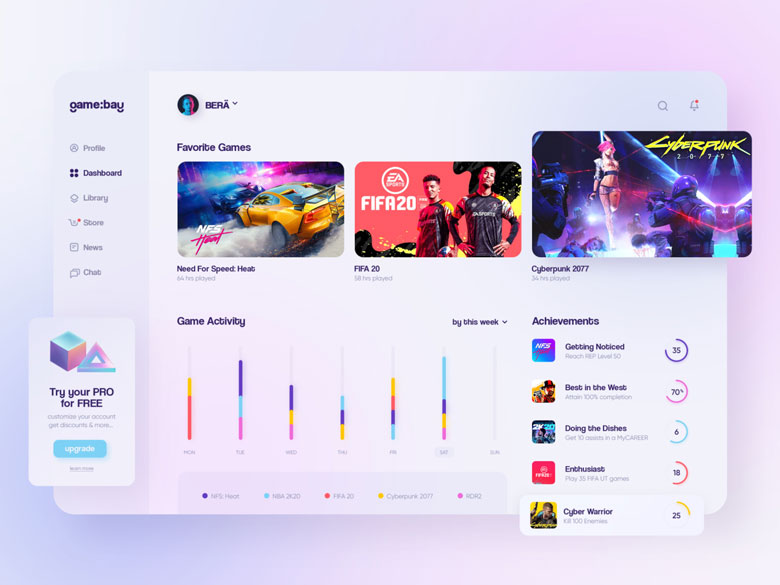 game:bay
BERÄ
Profile
Dashboard
Library
Store
News
Chat
Try your PRO
for FREE
customize your account
get discounts & more...
upgrade
learn more
Favorite Games
NFS
Heat
EA
SPORTS
FIFA20
EA SPORTS
Cyberpunk
2077
Need For Speed: Heat
64 hrs played
FIFA 20
58 hrs played
Cyberpunk 2077
34 hrs played
Game Activity
by this week
MON
TUE
WED
THU
FRI
SAT
SUN
NFS: Heat
NBA 2K20
FIFA 20
Cyberpunk 2077
RDR2
Achievements
NFS
Getting Noticed
Reach REP Level 50
35
Best in the West
Attain 100% completion
70%
2K20
Doing the Dishes
Get 10 assists in a MyCAREER
6
Enthusiast
Play 35 FIFA UT games
18
Cyber Warrior
Kill 100 Enemies
25